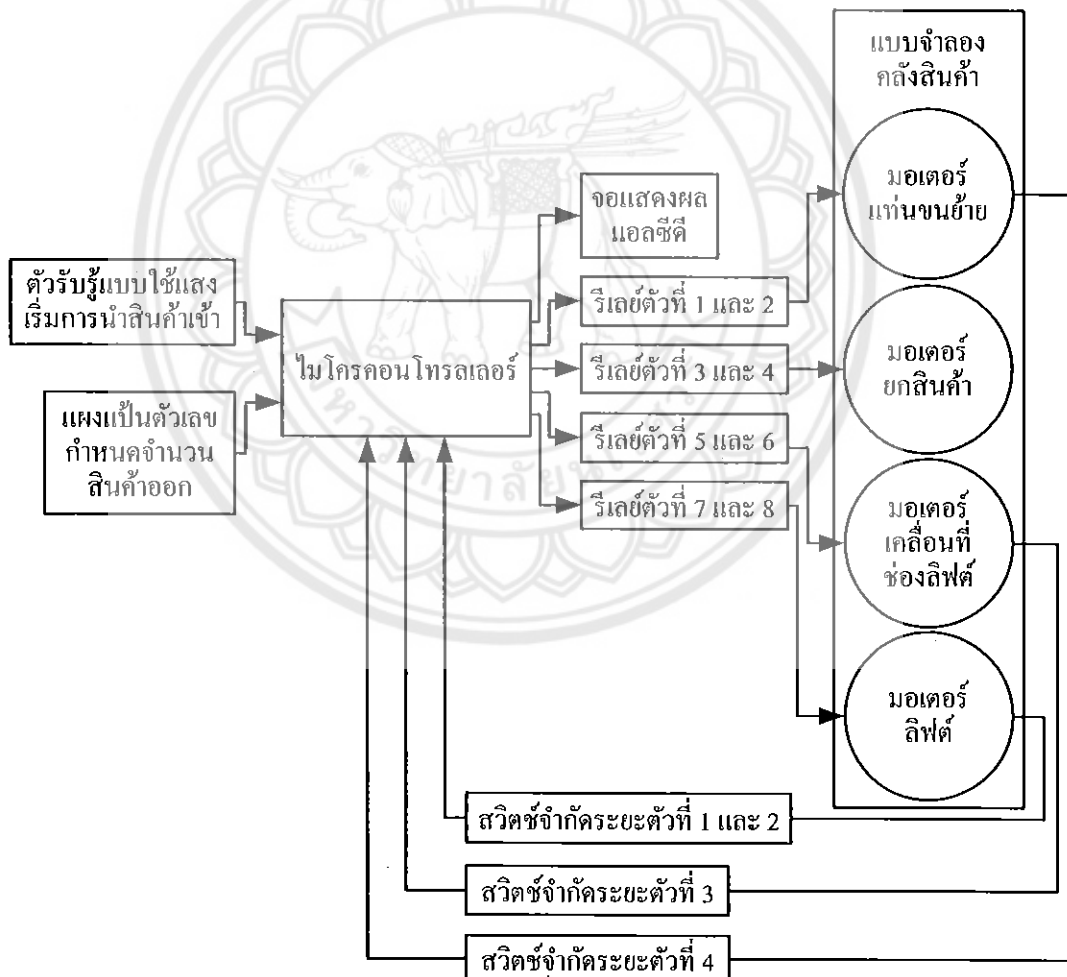 แบบจำลอง
คลังสินค้า
มอเตอร์
แท่นขนย้าย
จอแสดงผล
แอลซีดี
ตัวรับรู้แบบใช้แสง
เริ่มการนำสินค้าเข้า
รีเลย์ตัวที่ 1 และ 2
ไมโครคอนโทรลเลอร์
รีเลย์ตัวที่ 3 และ 4
มอเตอร์
ยกสินค้า
แผงแป้นตัวเลข
กำหนดจำนวน
สินค้าออก
รีเลย์ตัวที่ 5 และ 6
รีเลย์ตัวที่ 7 และ 8
มอเตอร์
เคลื่อนที่
ช่องลิฟต์
มอเตอร์
ลิฟต์
สวิตช์จำกัดระยะตัวที่ 1 และ 2
สวิตช์จำกัดระยะตัวที่ 3
สวิตช์จำกัดระยะตัวที่ 4